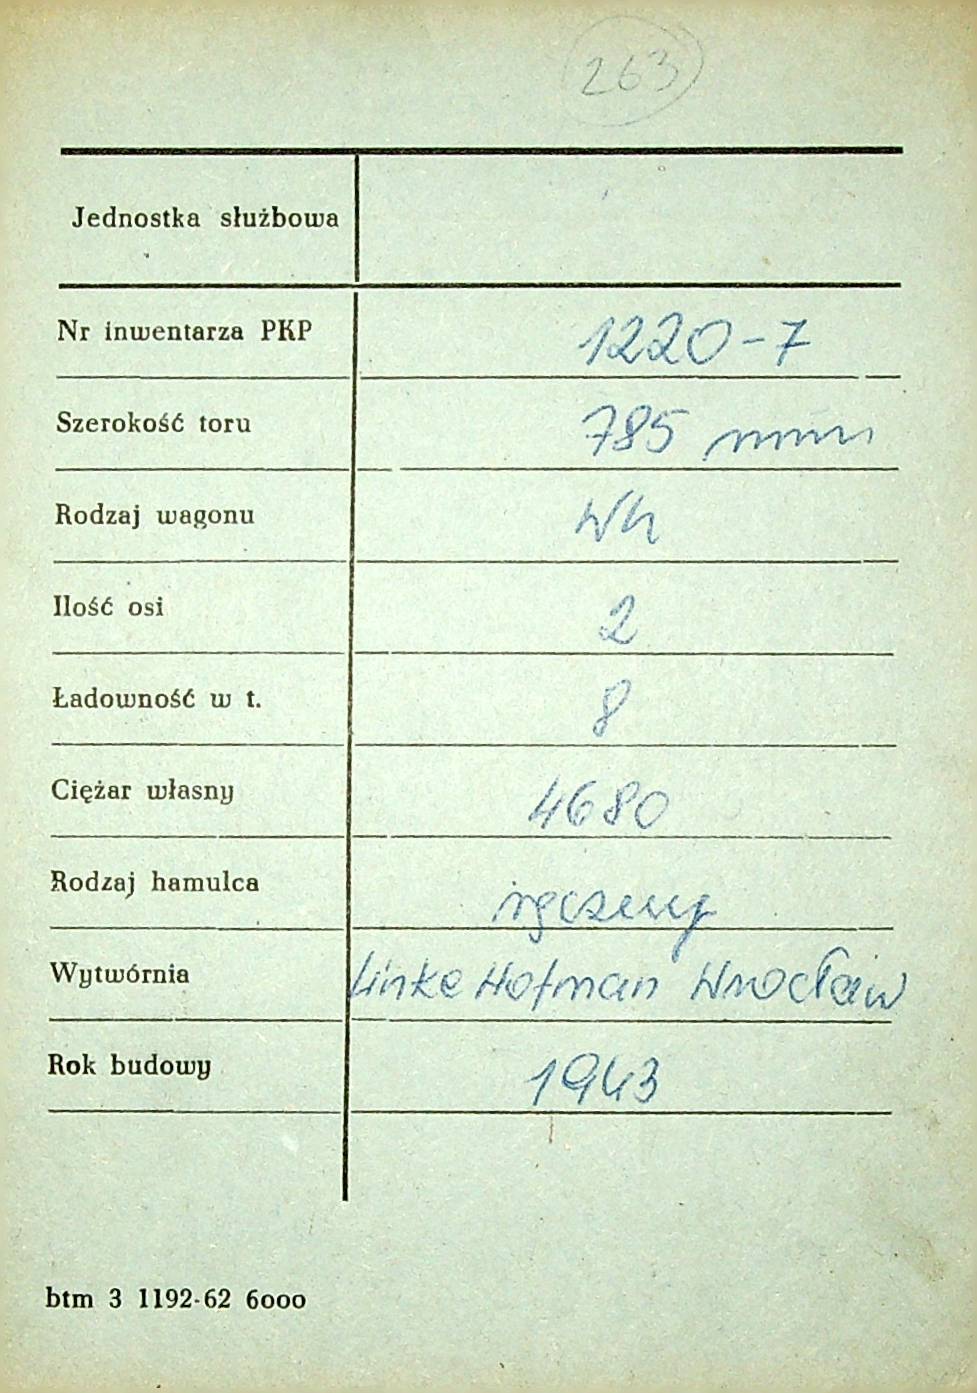 263
Jednostka służbowa
Nr inwentarza PKP 1220-7
Szerokość toru 785 mm
Rodzaj wagonu Wh
Ilość osi 2
Ładowność w t. 8
Ciężar własny 4680
Rodzaj hamulca ręczny
Wytwórnia Linke Hofman Wrocław
Rok budowy 1943
btm 3 1192-62 6000